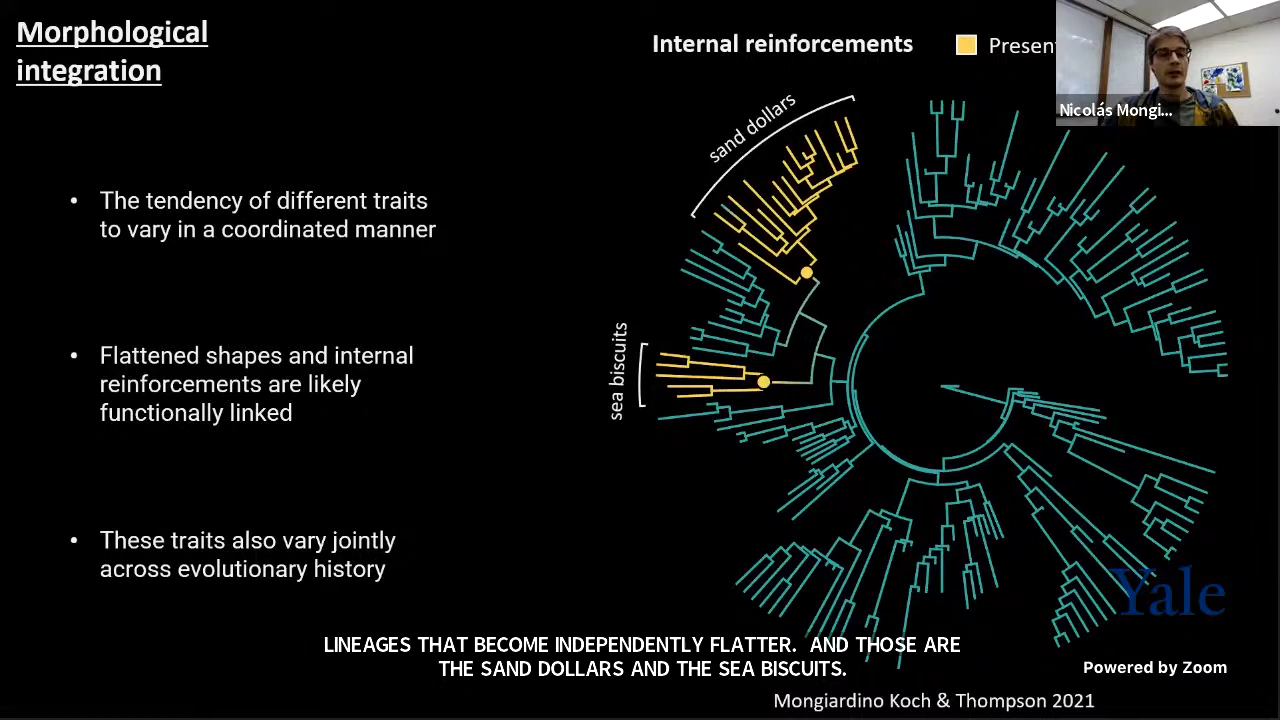 Morphological
integration
Internal reinforcements
Present
Nicolás Mongi...
sand dollars
sea biscuits
• The tendency of different traits
to vary in a coordinated manner
• Flattened shapes and internal
reinforcements are likely
functionally linked
• These traits also vary jointly
across evolutionary history
Yale
LINEAGES THAT BECOME INDEPENDENTLY FLATTER. AND THOSE ARE
THE SAND DOLLARS AND THE SEA BISCUITS.
Powered by Zoom
Mongiardino Koch & Thompson 2021